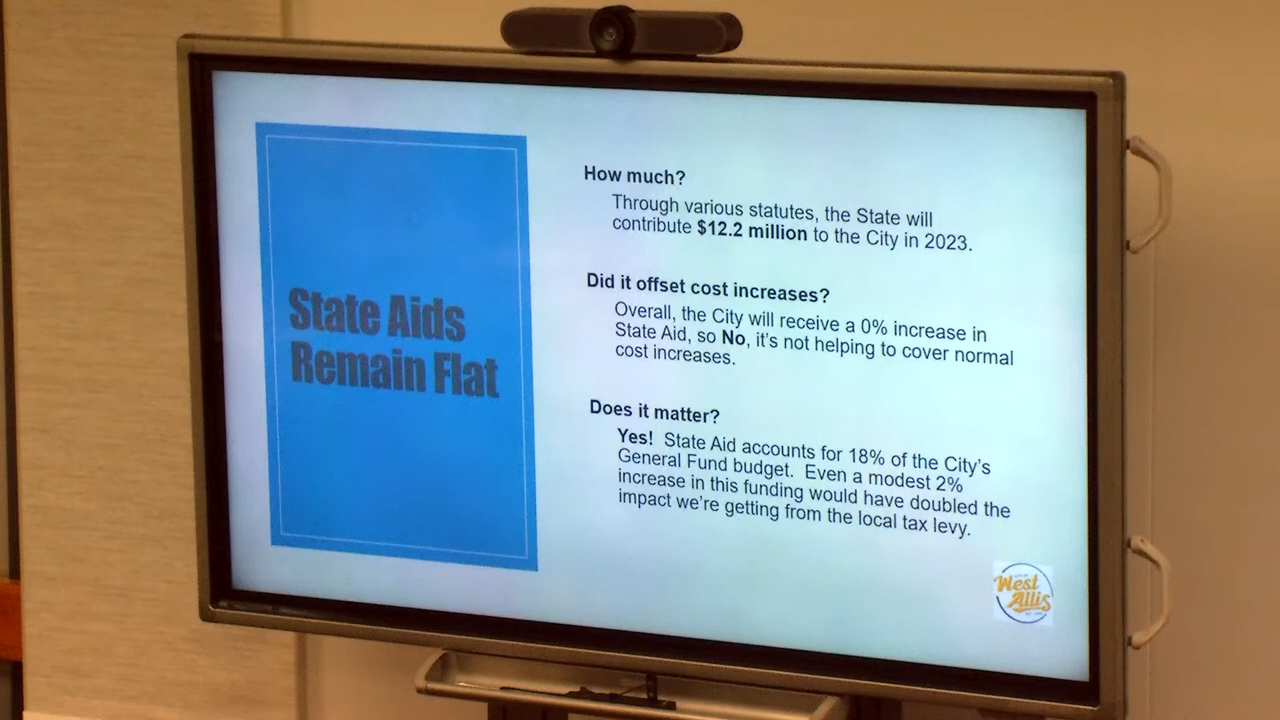 State Aids
Remain Flat
How much?
Through various statutes, the State will
contribute $12.2 million to the City in 2023.
Did it offset cost increases?
Overall, the City will receive a 0% increase in
State Aid, so No, it's not helping to cover normal
cost increases.
Does it matter?
Yes! State Aid accounts for 18% of the City's
General Fund budget. Even a modest 2%
increase in this funding would have doubled the
impact we're getting from the local tax levy.
West
Allis